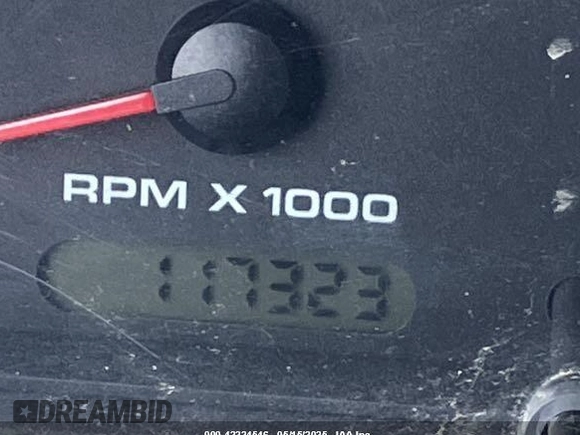 RPM X 1000
117323
DREAMBID